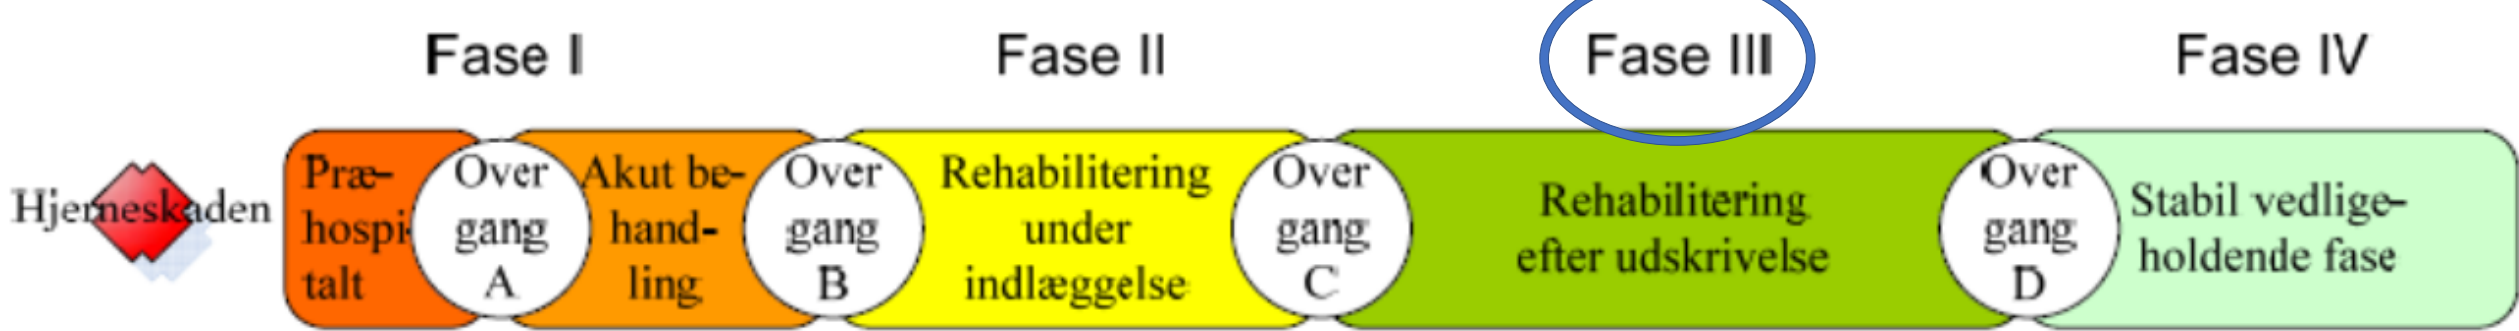 Fase I
Fase II
Fase III
Fase IV
Hjerneskaden
Præ-
hospi
talt
Over
gang
A
Akut be-
hand-
ling
Over
gang
B
Rehabilitering
under
indlæggelse
Over
gang
C
Rehabilitering
efter udskrivelse
Over
gang
D
Stabil vedlige-
holdende fase